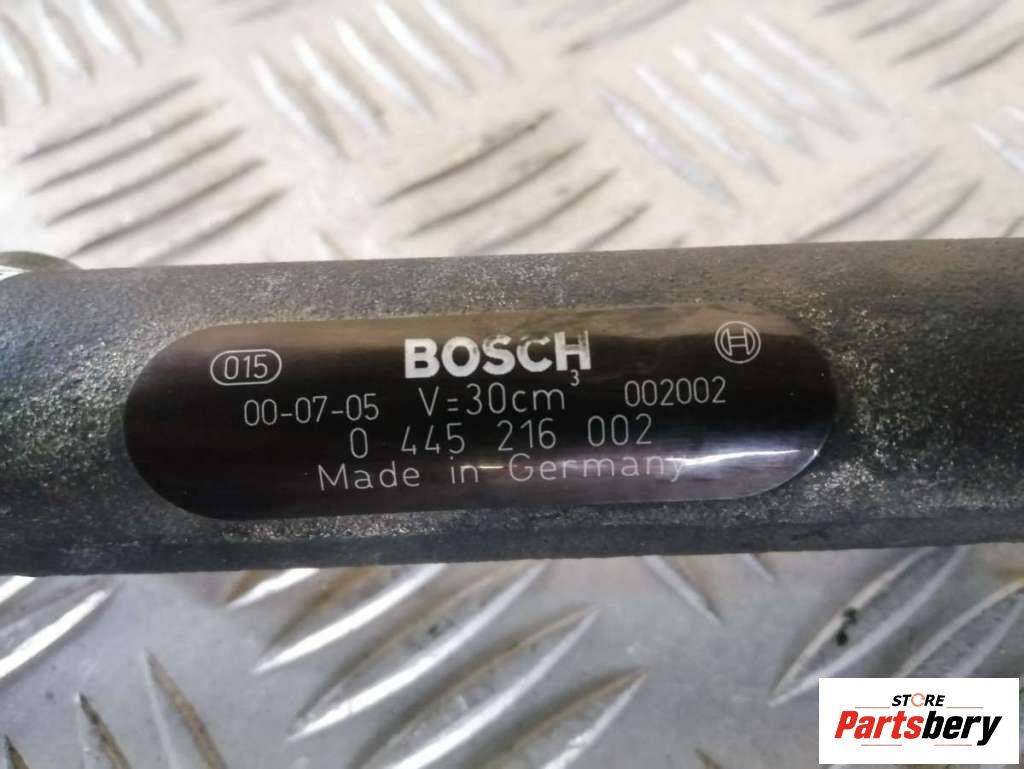 015 BOSCH
00-07-05 V=30cm³ 002002
0 445 216 002
Made in Germany
STORE
Partsbery